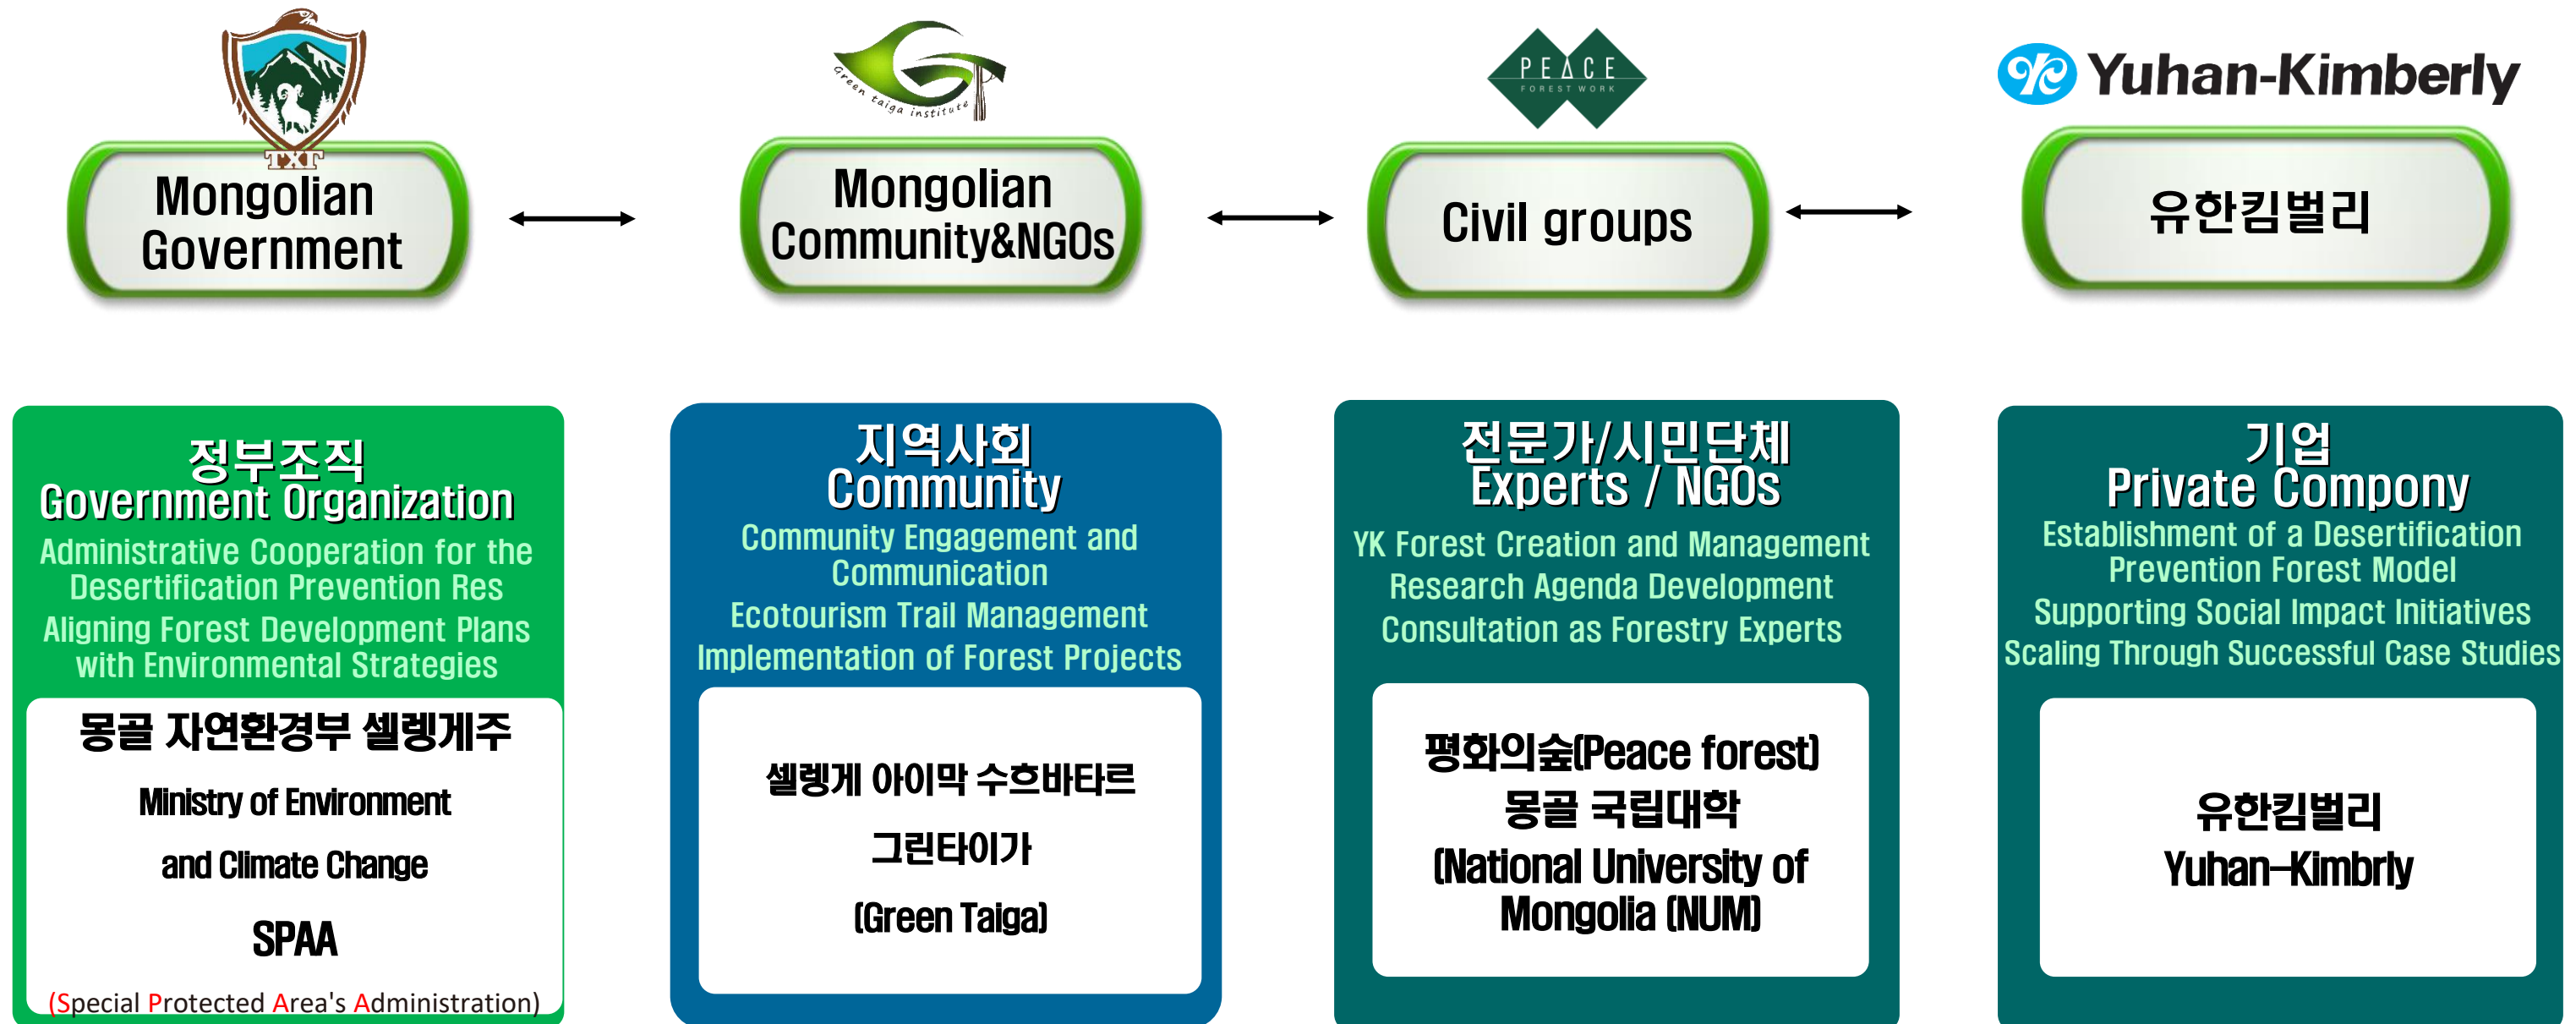 TXГ
Green taiga institute
PEACE
FOREST WORK
Yuhan-Kimberly
Mongolian
Government
Mongolian
Community&NGOs
Civil groups
유한킴벌리
정부조직
Government Organization
Administrative Cooperation for the
Desertification Prevention Res
Aligning Forest Development Plans
with Environmental Strategies
몽골 자연환경부 셀렝게주
Ministry of Environment
and Climate Change
SPAA
(Special Protected Area's Administration)
지역사회
Community
Community Engagement and
Communication
Ecotourism Trail Management
Implementation of Forest Projects
셀렝게 아이막 수흐바타르
그린타이가
(Green Taiga)
전문가/시민단체
Experts / NGOs
YK Forest Creation and Management
Research Agenda Development
Consultation as Forestry Experts
평화의숲(Peace forest)
몽골 국립대학
(National University of
Mongolia (NUM)
기업
Private Compony
Establishment of a Desertification
Prevention Forest Model
Supporting Social Impact Initiatives
Scaling Through Successful Case Studies
유한킴벌리
Yuhan-Kimbrly